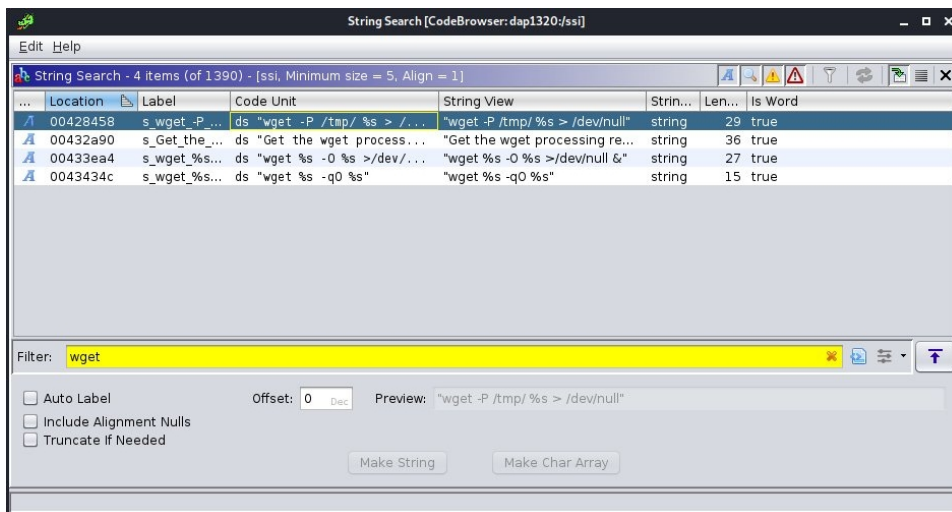 String Search [CodeBrowser: dap1320:/ssi]
Edit Help
String Search - 4 items (of 1390) - [ssi, Minimum size = 5, Align = 1]
... Location Label Code Unit String View Strin... Len... Is Word
A 00428458 s_wget_-P_... ds "wget -P /tmp/ %s > /... "wget -P /tmp/ %s > /dev/null" string 29 true
A 00432a90 s_Get_the_... ds "Get the wget process... "Get the wget processing re... string 36 true
A 00433ea4 s_wget_%s... ds "wget %s -O %s >/dev/... "wget %s -O %s >/dev/null &" string 27 true
A 0043434c s_wget_%s... ds "wget %s -qO %s" "wget %s -qO %s" string 15 true
Filter: wget
Auto Label Offset: 0 Dec Preview: "wget -P /tmp/ %s > /dev/null"
Include Alignment Nulls
Truncate If Needed
Make String Make Char Array